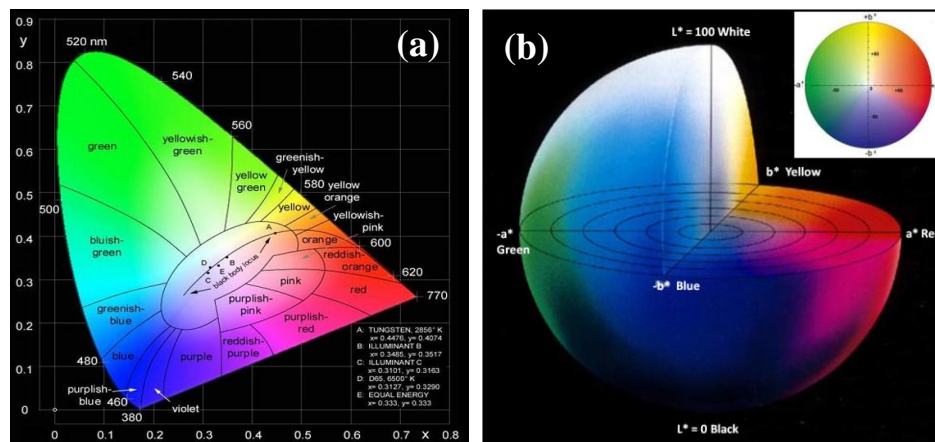 (a)
0.9
y
0.8
0.7
0.6
0.5
0.4
0.3
0.2
0.1
0
0
0.1
0.2
0.3
0.4
0.5
0.6
x
0.7
0.8
520 nm
540
560
580
600
620
770
500
480
460
380
green
yellowish-
green
yellow
green
greenish-
yellow
yellow
yellow
orange
yellowish-
pink
orange
reddish-
orange
red
pink
purplish-
pink
purplish-
red
reddish-
purple
purple
violet
purplish-
blue
blue
greenish-
blue
bluish-
green
A
B
C
D
E
black body locus
A: TUNGSTEN, 2856° K
x= 0.4476, y= 0.4074
B: ILLUMINANT B
x= 0.3485, y= 0.3517
C: ILLUMINANT C
x= 0.3101, y= 0.3163
D: D65, 6500° K
x= 0.3127, y= 0.3290
E: EQUAL ENERGY
x= 0.333, y= 0.333
(b)
L* = 100 White
b* Yellow
-a*
Green
a* Re
-b* Blue
L* = 0 Black
+b*
-a*
-b*
0